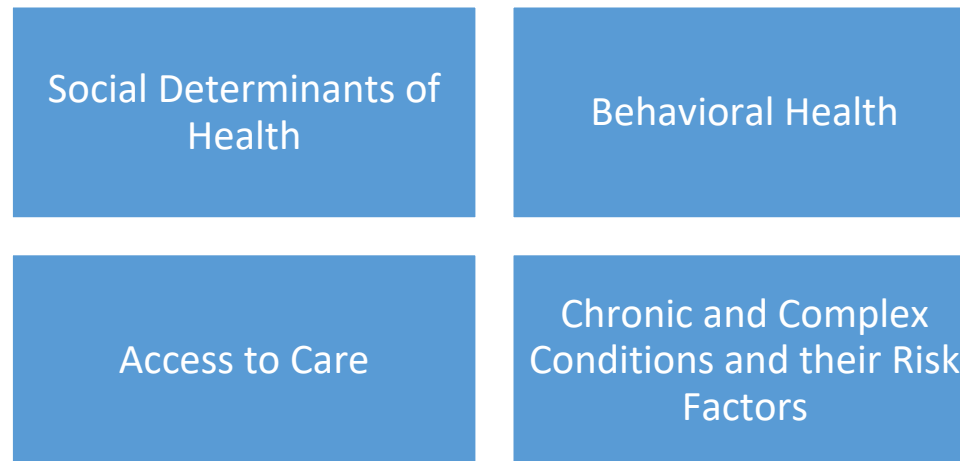 Social Determinants of
Health
Behavioral Health
Access to Care
Chronic and Complex
Conditions and their Risk
Factors